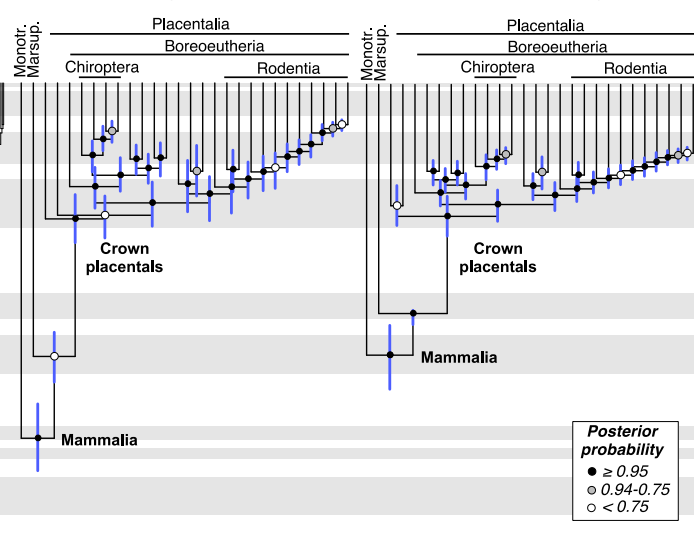 Monotr.
Marsup.
Placentalia
Boreoeutheria
Chiroptera
Rodentia
Crown
placentals
Mammalia
Monotr.
Marsup.
Placentalia
Boreoeutheria
Chiroptera
Rodentia
Crown
placentals
Mammalia
Posterior
probability
≥ 0.95
0.94-0.75
< 0.75